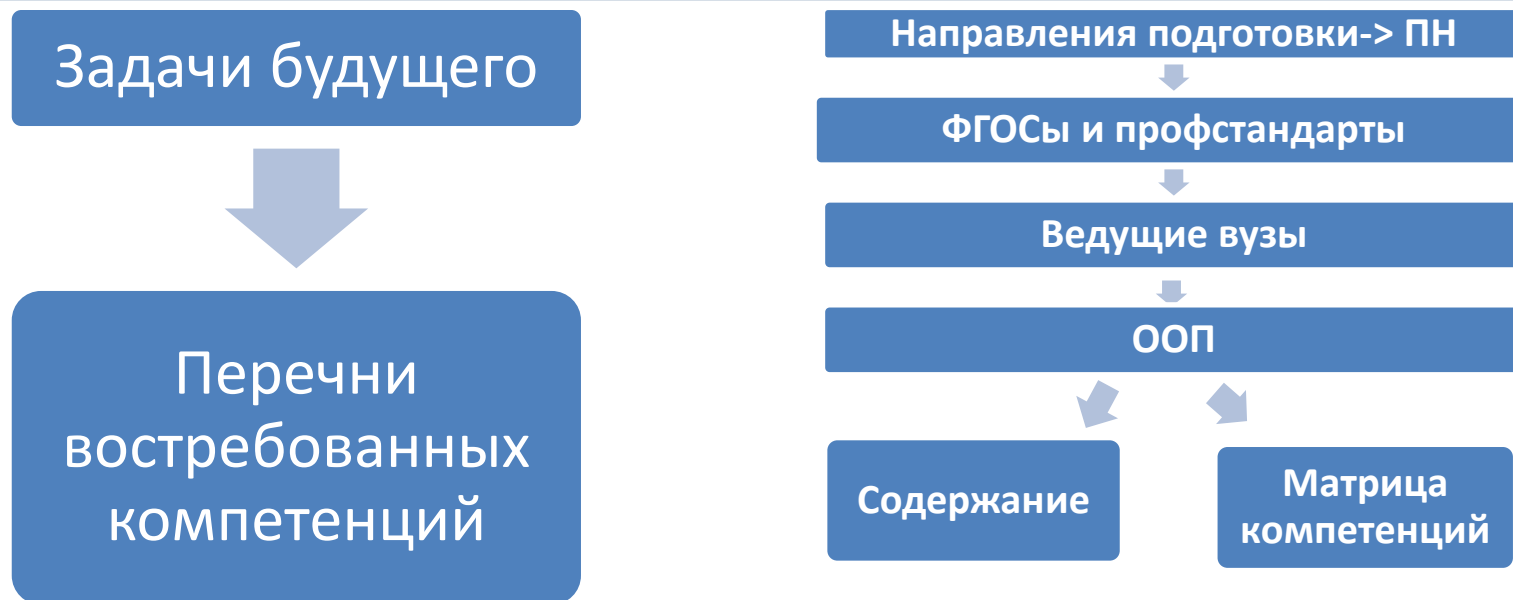 Задачи будущего
Перечни
востребованных
компетенций
Направления подготовки-> ПН
ФГОСы и профстандарты
Ведущие вузы
ООП
Содержание
Матрица
компетенций